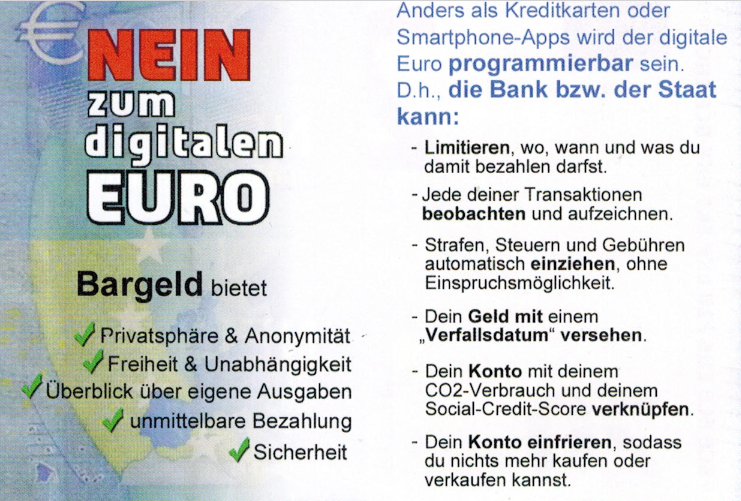 €
NEIN
zum
digitalen
EURO
Bargeld bietet
Privatsphäre & Anonymität
Freiheit & Unabhängigkeit
Überblick über eigene Ausgaben
unmittelbare Bezahlung
Sicherheit
Anders als Kreditkarten oder
Smartphone-Apps wird der digitale
Euro programmierbar sein.
D.h., die Bank bzw. der Staat
kann:
- Limitieren, wo, wann und was du
damit bezahlen darfst.
- Jede deiner Transaktionen
beobachten und aufzeichnen.
- Strafen, Steuern und Gebühren
automatisch einziehen, ohne
Einspruchsmöglichkeit.
- Dein Geld mit einem
„Verfallsdatum“ versehen.
- Dein Konto mit deinem
CO2-Verbrauch und deinem
Social-Credit-Score verknüpfen.
- Dein Konto einfrieren, sodass
du nichts mehr kaufen oder
verkaufen kannst.